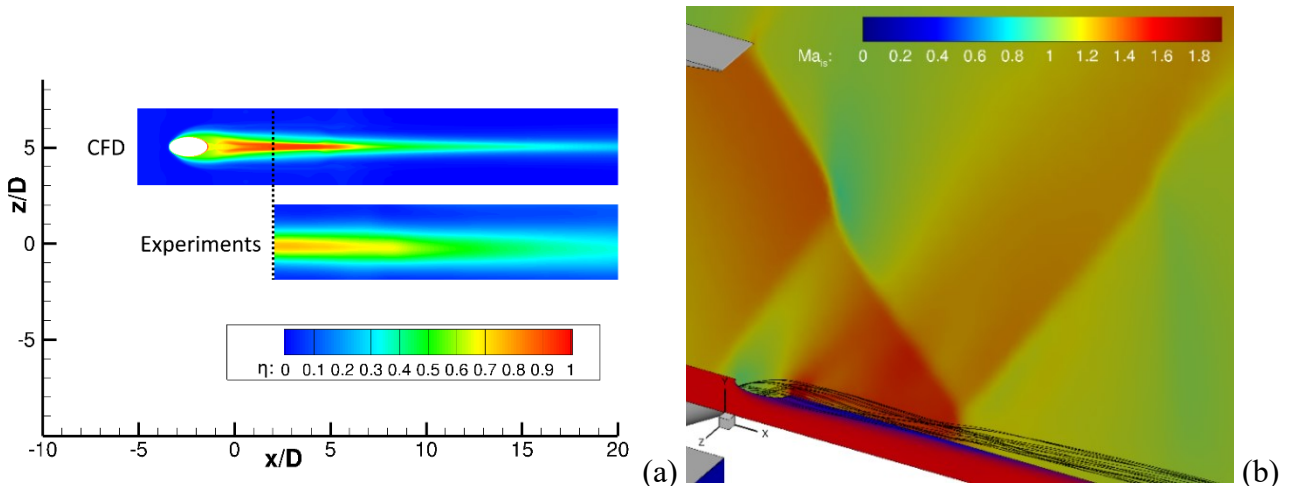 CFD
Experiments
z/D
5
0
-5
η: 0 0.1 0.2 0.3 0.4 0.5 0.6 0.7 0.8 0.9 1
-10 -5 0 5 10 15 20
x/D
(a)
Ma_is: 0 0.2 0.4 0.6 0.8 1 1.2 1.4 1.6 1.8
Y
z x
(b)